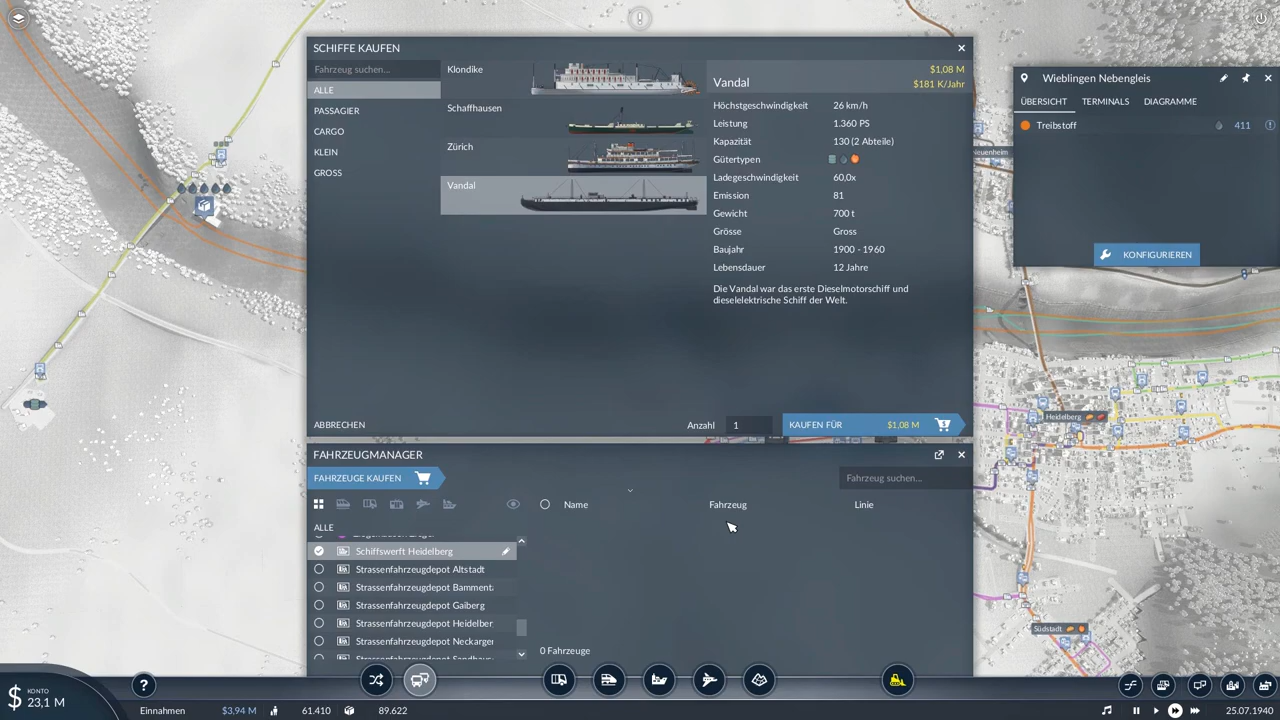 SCHIFFE KAUFEN
Fahrzeug suchen...
ALLE
PASSAGIER
CARGO
KLEIN
GROSS
Klondike
Schaffhausen
Zürich
Vandal
Vandal
$1,08 M
$181 K/Jahr
Höchstgeschwindigkeit 26 km/h
Leistung 1.360 PS
Kapazität 130 (2 Abteile)
Gütertypen
Ladegeschwindigkeit 60,0x
Emission 81
Gewicht 700 t
Grösse Gross
Baujahr 1900 - 1960
Lebensdauer 12 Jahre
Die Vandal war das erste Dieselmotorschiff und
dieselelektrische Schiff der Welt.
ABBRECHEN
Anzahl 1
KAUFEN FÜR $1,08 M
Wieblingen Nebengleis
ÜBERSICHT TERMINALS DIAGRAMME
Treibstoff 411
KONFIGURIEREN
Neuenheim
Heidelberg
Südstadt
FAHRZEUGMANAGER
FAHRZEUGE KAUFEN
Fahrzeug suchen...
Name Fahrzeug Linie
ALLE
Schiffswerft Heidelberg
Strassenfahrzeugdepot Altstadt
Strassenfahrzeugdepot Bamment
Strassenfahrzeugdepot Gaiberg
Strassenfahrzeugdepot Heidelber
Strassenfahrzeugdepot Neckarger
0 Fahrzeuge
$ KONTO
23,1 M
?
Einnahmen $3,94 M 61.410 89.622
25.07.1940